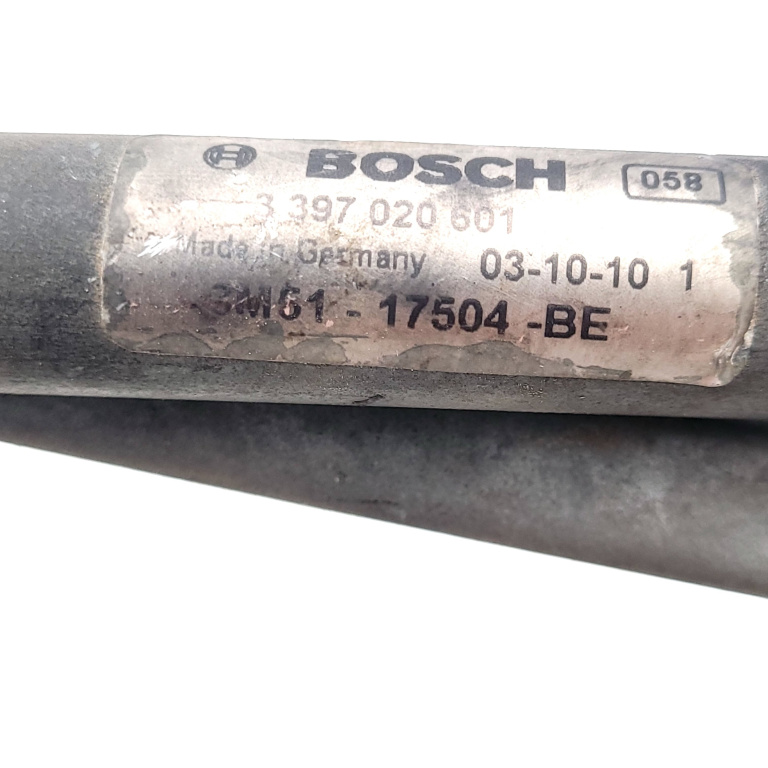 BOSCH 058
3 397 020 601
Made in Germany 03-10-10 1
3M51 - 17504 -BE